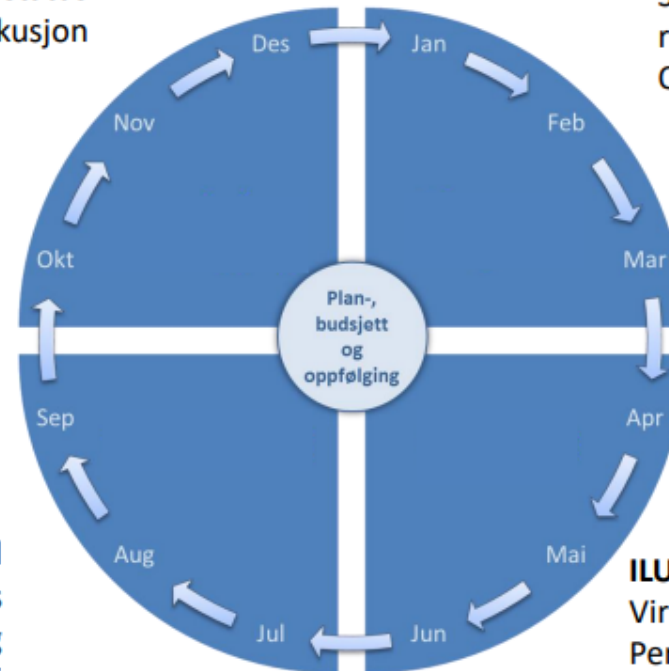 kusjon
Des
Jan
Nov
Feb
Okt
Mar
Plan-,
budsjett
og
oppfølging
Sep
Apr
Aug
Mai
Jul
Jun
ILU
Vir
Per